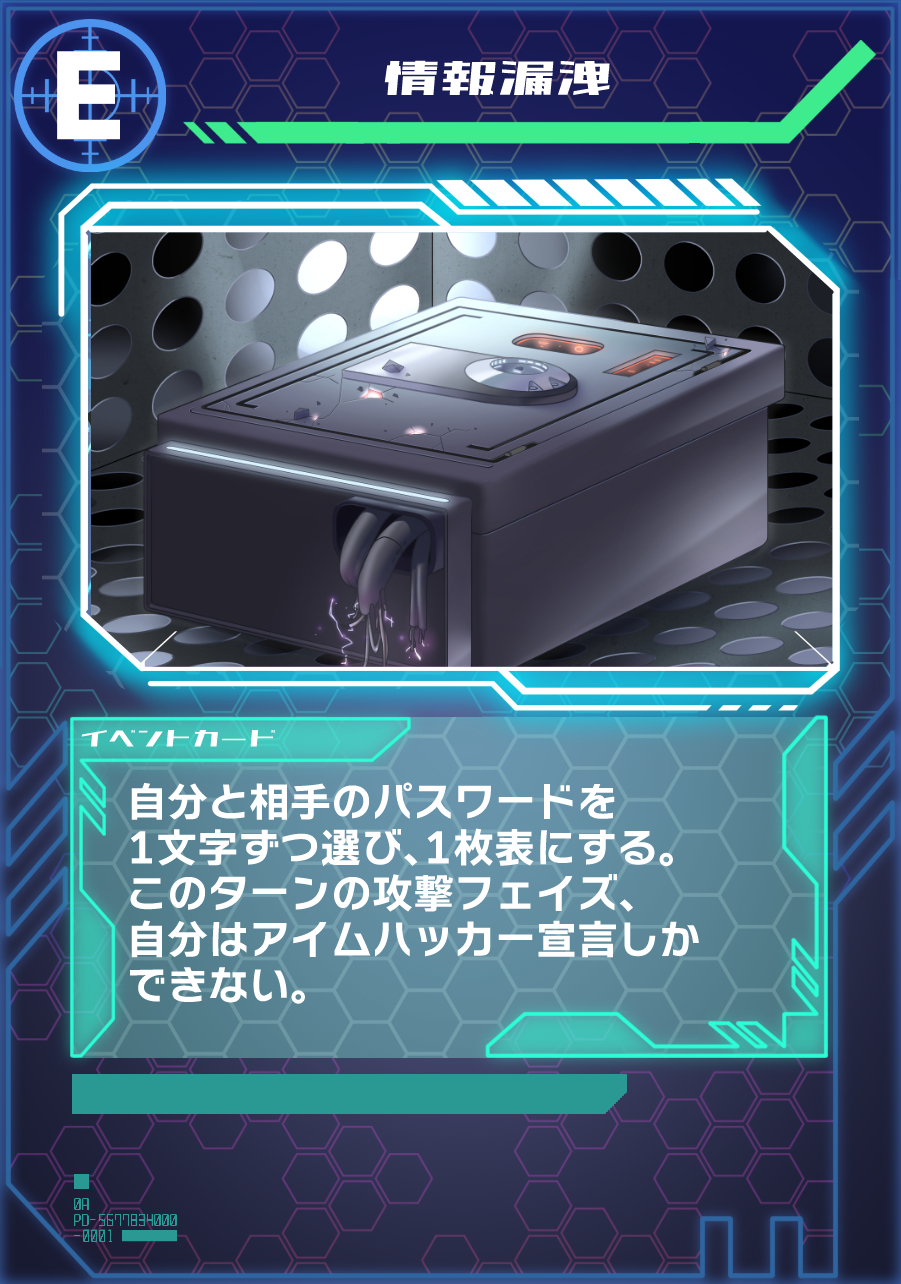 E
情報漏洩
イベントカード
自分と相手のパスワードを
1文字ずつ選び、1枚表にする。
このターンの攻撃フェイズ、
自分はアイムハッカー宣言しか
できない。
0A
PD-5677834000
-0001